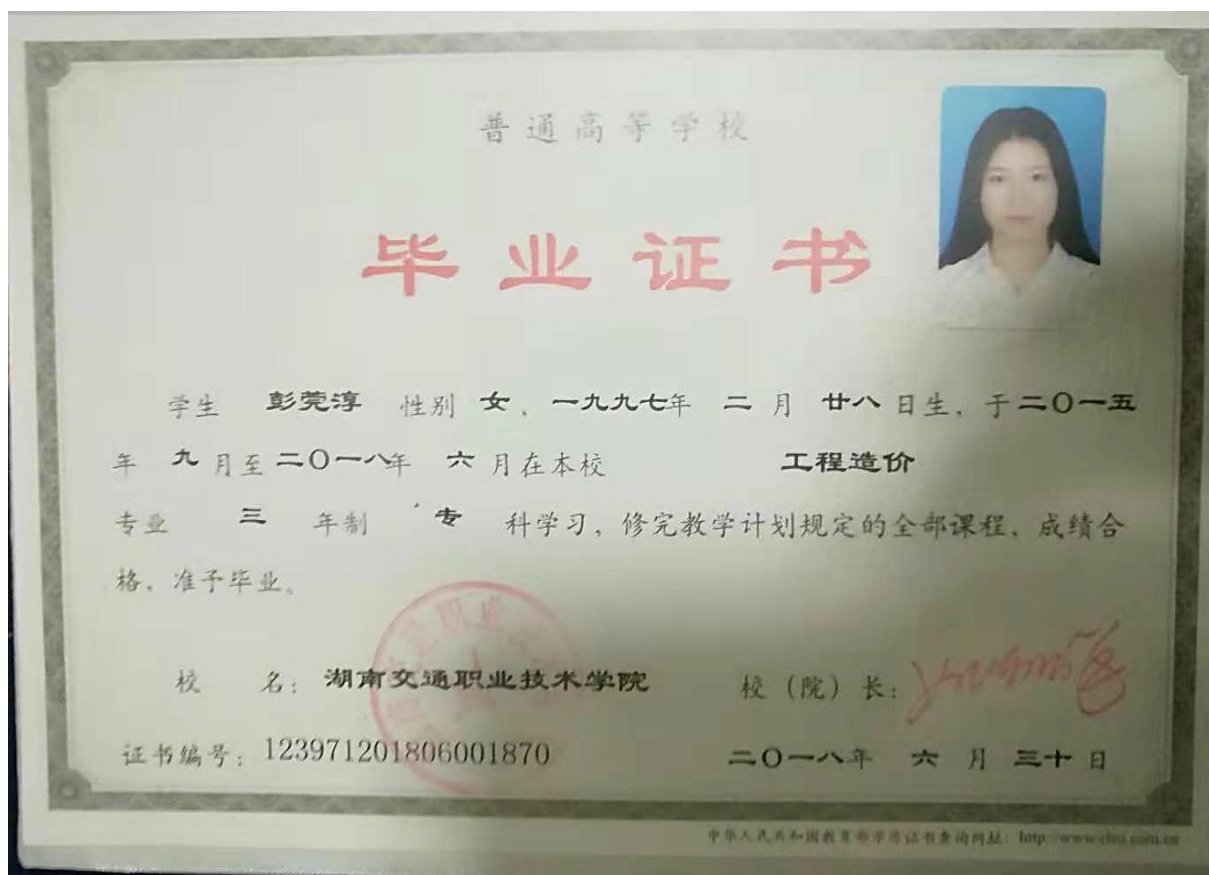 普通高等学校
毕业证书
学生 彭莞淳 性别 女，一九九七年 二 月 廿八 日生，于二〇一五
年 九 月至二〇一八年 六 月在本校 工程造价
专业 三 年制 专 科学习，修完教学计划规定的全部课程，成绩合
格，准予毕业。
校 名：湖南交通职业技术学院 校（院）长：
证书编号：123971201806001870 二〇一八年 六 月 三十 日
中华人民共和国教育部学历证书查询网址：http://www.chsi.com.cn